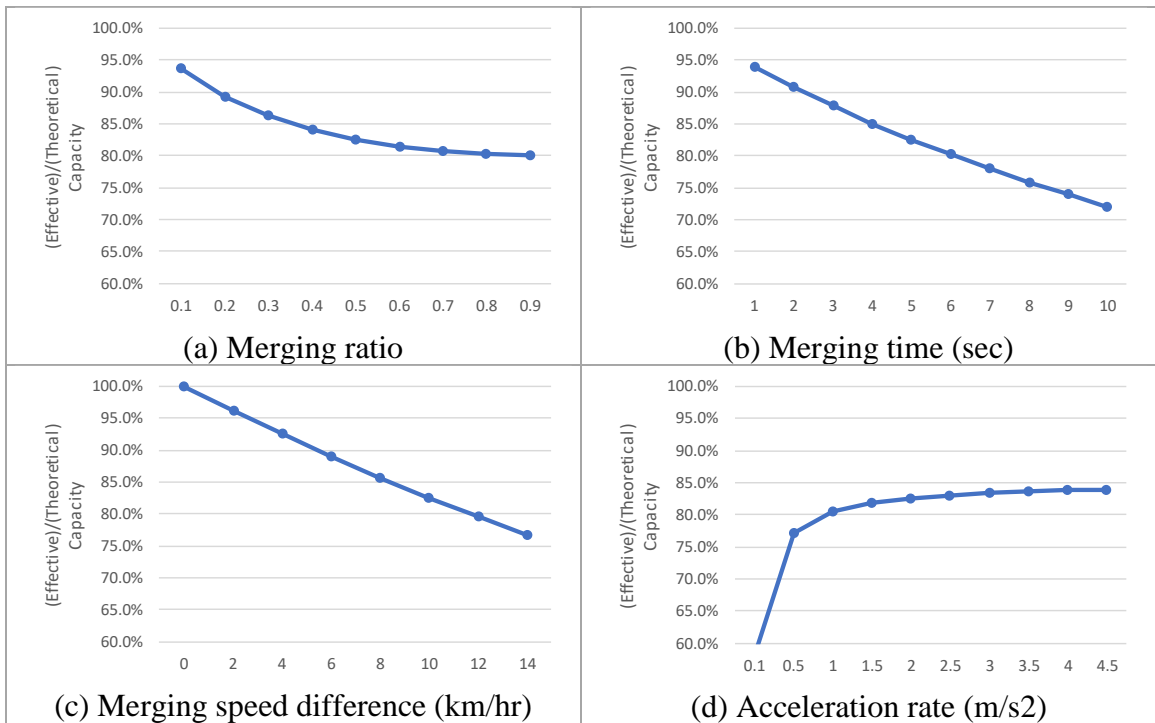 (Effective)/(Theoretical)
Capacity
100.0%
95.0%
90.0%
85.0%
80.0%
75.0%
70.0%
65.0%
60.0%
0.1 0.2 0.3 0.4 0.5 0.6 0.7 0.8 0.9
(a) Merging ratio
(Effective)/(Theoretical)
Capacity
100.0%
95.0%
90.0%
85.0%
80.0%
75.0%
70.0%
65.0%
60.0%
1 2 3 4 5 6 7 8 9 10
(b) Merging time (sec)
(Effective)/(Theoretical)
Capacity
100.0%
95.0%
90.0%
85.0%
80.0%
75.0%
70.0%
65.0%
60.0%
0 2 4 6 8 10 12 14
(c) Merging speed difference (km/hr)
(Effective)/(Theoretical)
Capacity
100.0%
95.0%
90.0%
85.0%
80.0%
75.0%
70.0%
65.0%
60.0%
0.1 0.5 1 1.5 2 2.5 3 3.5 4 4.5
(d) Acceleration rate (m/s2)